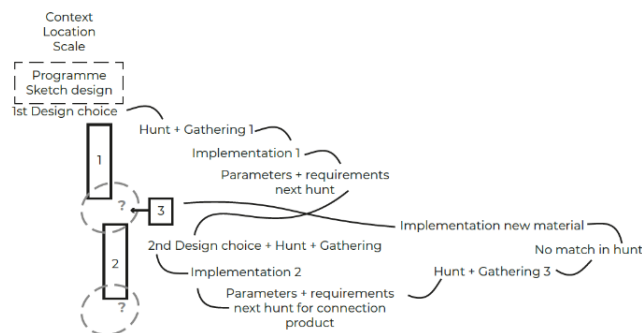 Context
Location
Scale
Programme
Sketch design
1st Design choice
Hunt + Gathering 1
1
Implementation 1
Parameters + requirements
next hunt
?
3
Implementation new material
2nd Design choice + Hunt + Gathering
No match in hunt
2
Implementation 2
Hunt + Gathering 3
Parameters + requirements
next hunt for connection
product
?